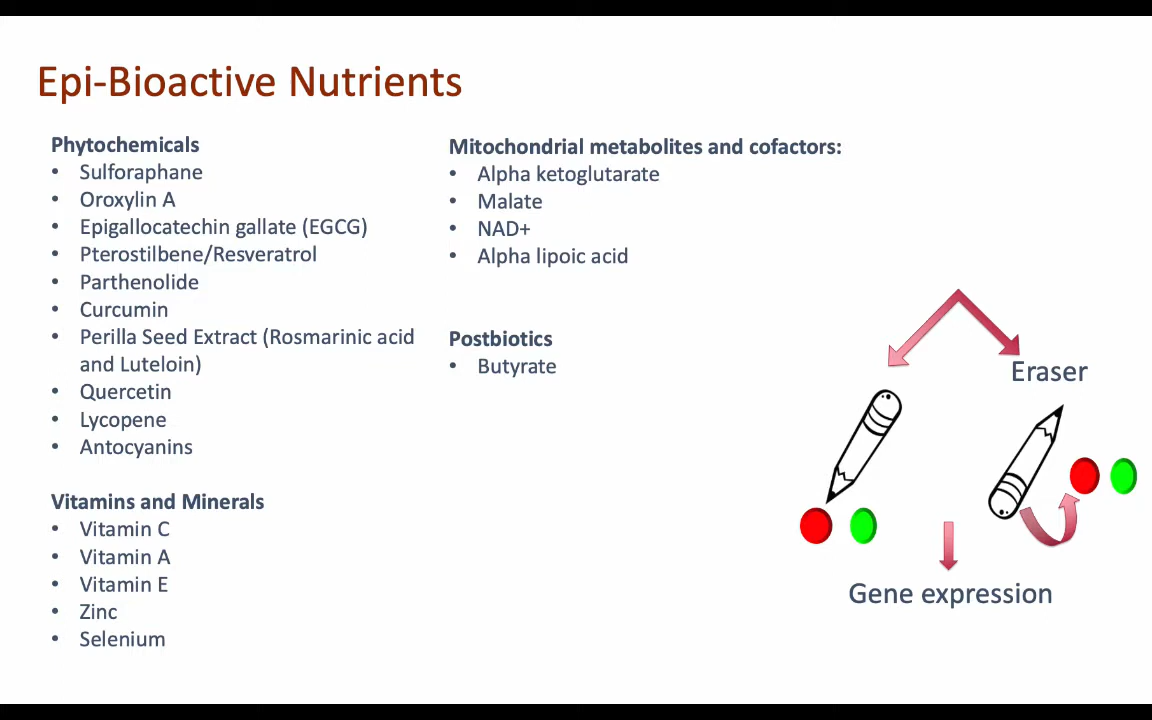 Epi-Bioactive Nutrients
Phytochemicals
• Sulforaphane
• Oroxylin A
• Epigallocatechin gallate (EGCG)
• Pterostilbene/Resveratrol
• Parthenolide
• Curcumin
• Perilla Seed Extract (Rosmarinic acid
and Luteloin)
• Quercetin
• Lycopene
• Antocyanins
Vitamins and Minerals
• Vitamin C
• Vitamin A
• Vitamin E
• Zinc
• Selenium
Mitochondrial metabolites and cofactors:
• Alpha ketoglutarate
• Malate
• NAD+
• Alpha lipoic acid
Postbiotics
• Butyrate
Eraser
Gene expression